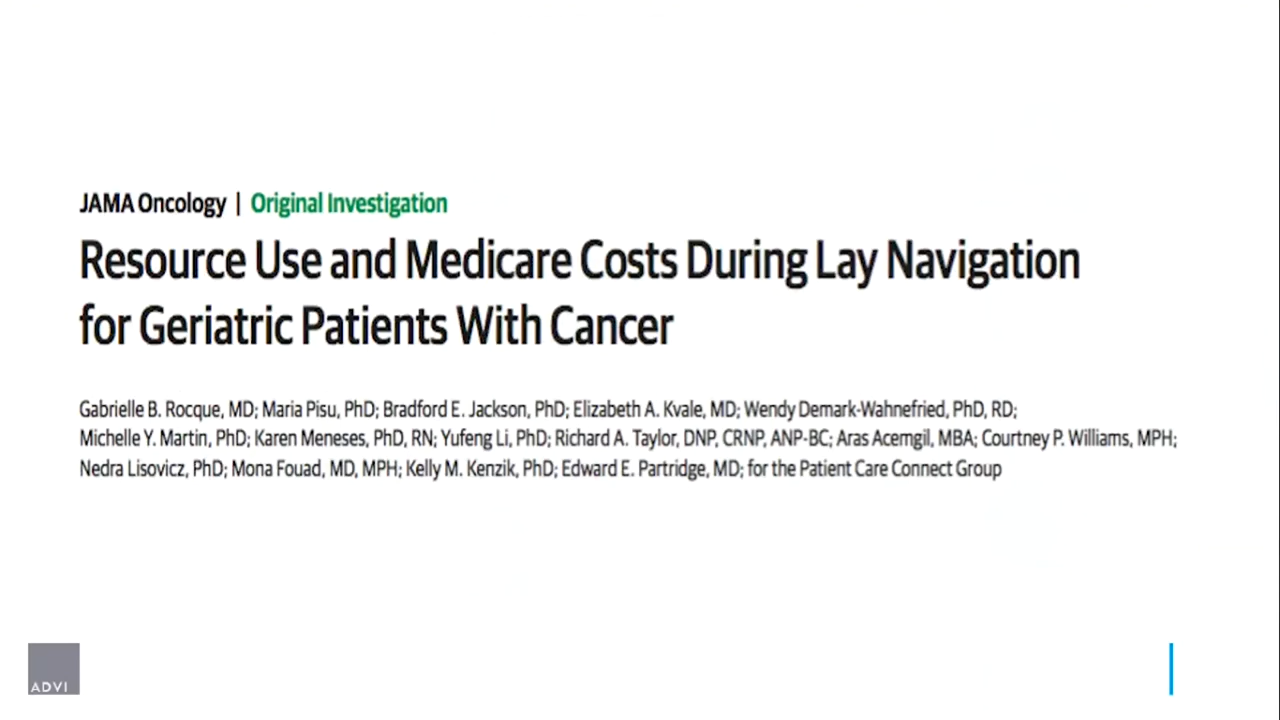 JAMA Oncology | Original Investigation
Resource Use and Medicare Costs During Lay Navigation
for Geriatric Patients With Cancer
Gabrielle B. Rocque, MD; Maria Pisu, PhD; Bradford E. Jackson, PhD; Elizabeth A. Kvale, MD; Wendy Demark-Wahnefried, PhD, RD;
Michelle Y. Martin, PhD; Karen Meneses, PhD, RN; Yufeng Li, PhD; Richard A. Taylor, DNP, CRNP, ANP-BC; Aras Acemgil, MBA; Courtney P. Williams, MPH;
Nedra Lisovicz, PhD; Mona Fouad, MD, MPH; Kelly M. Kenzik, PhD; Edward E. Partridge, MD; for the Patient Care Connect Group
ADVI